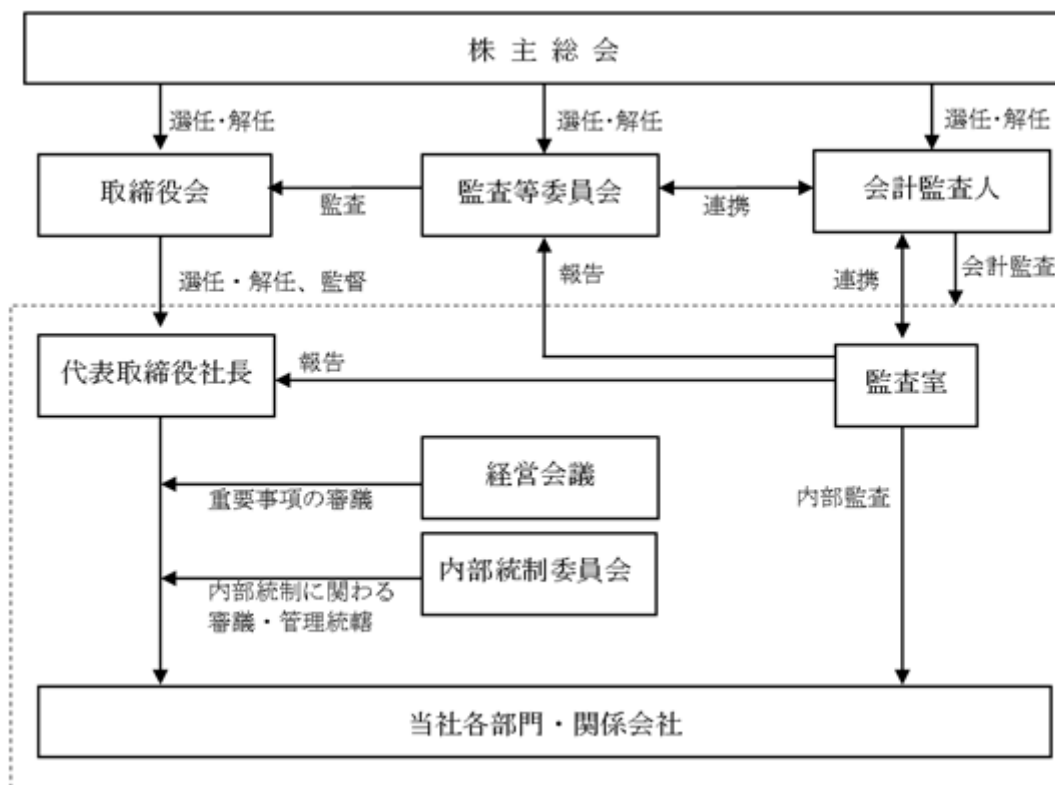 株主総会
選任・解任
選任・解任
選任・解任
取締役会
監査
監査等委員会
連携
会計監査人
選任・解任、監督
報告
連携
会計監査
代表取締役社長
報告
監査室
経営会議
重要事項の審議
内部監査
内部統制委員会
内部統制に関わる
審議・管理統轄
当社各部門・関係会社